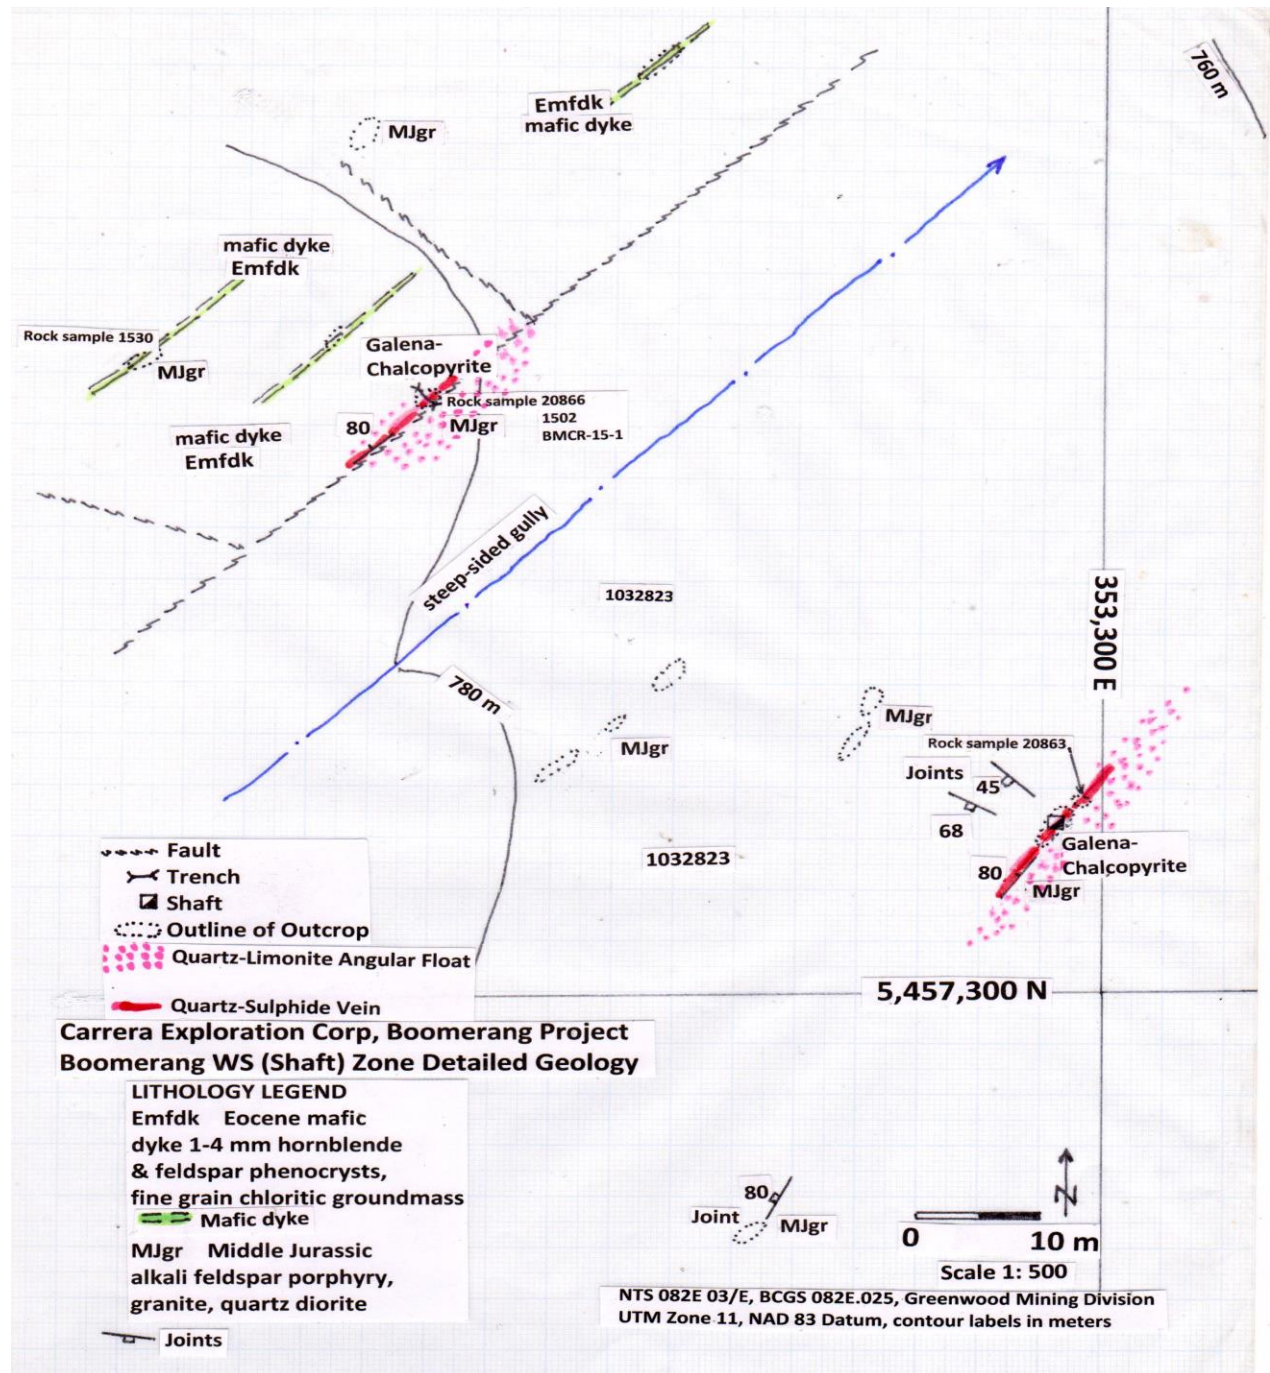 760 m
Emfdk
mafic dyke
MJgr
mafic dyke
Emfdk
Rock sample 1530
MJgr
Galena-
Chalcopyrite
Rock sample 20866
1502
BMCR-15-1
80
MJgr
mafic dyke
Emfdk
steep-sided gully
1032823
353,300 E
780 m
MJgr
MJgr
Rock sample 20863
Joints
45
68
Galena-
Chalcopyrite
80
MJgr
1032823
Fault
Trench
Shaft
Outline of Outcrop
Quartz-Limonite Angular Float
Quartz-Sulphide Vein
5,457,300 N
Carrera Exploration Corp, Boomerang Project
Boomerang WS (Shaft) Zone Detailed Geology
LITHOLOGY LEGEND
Emfdk Eocene mafic
dyke 1-4 mm hornblende
& feldspar phenocrysts,
fine grain chloritic groundmass
Mafic dyke
MJgr Middle Jurassic
alkali feldspar porphyry,
granite, quartz diorite
Joints
80
Joint
MJgr
N
0 10 m
Scale 1: 500
NTS 082E 03/E, BCGS 082E.025, Greenwood Mining Division
UTM Zone 11, NAD 83 Datum, contour labels in meters